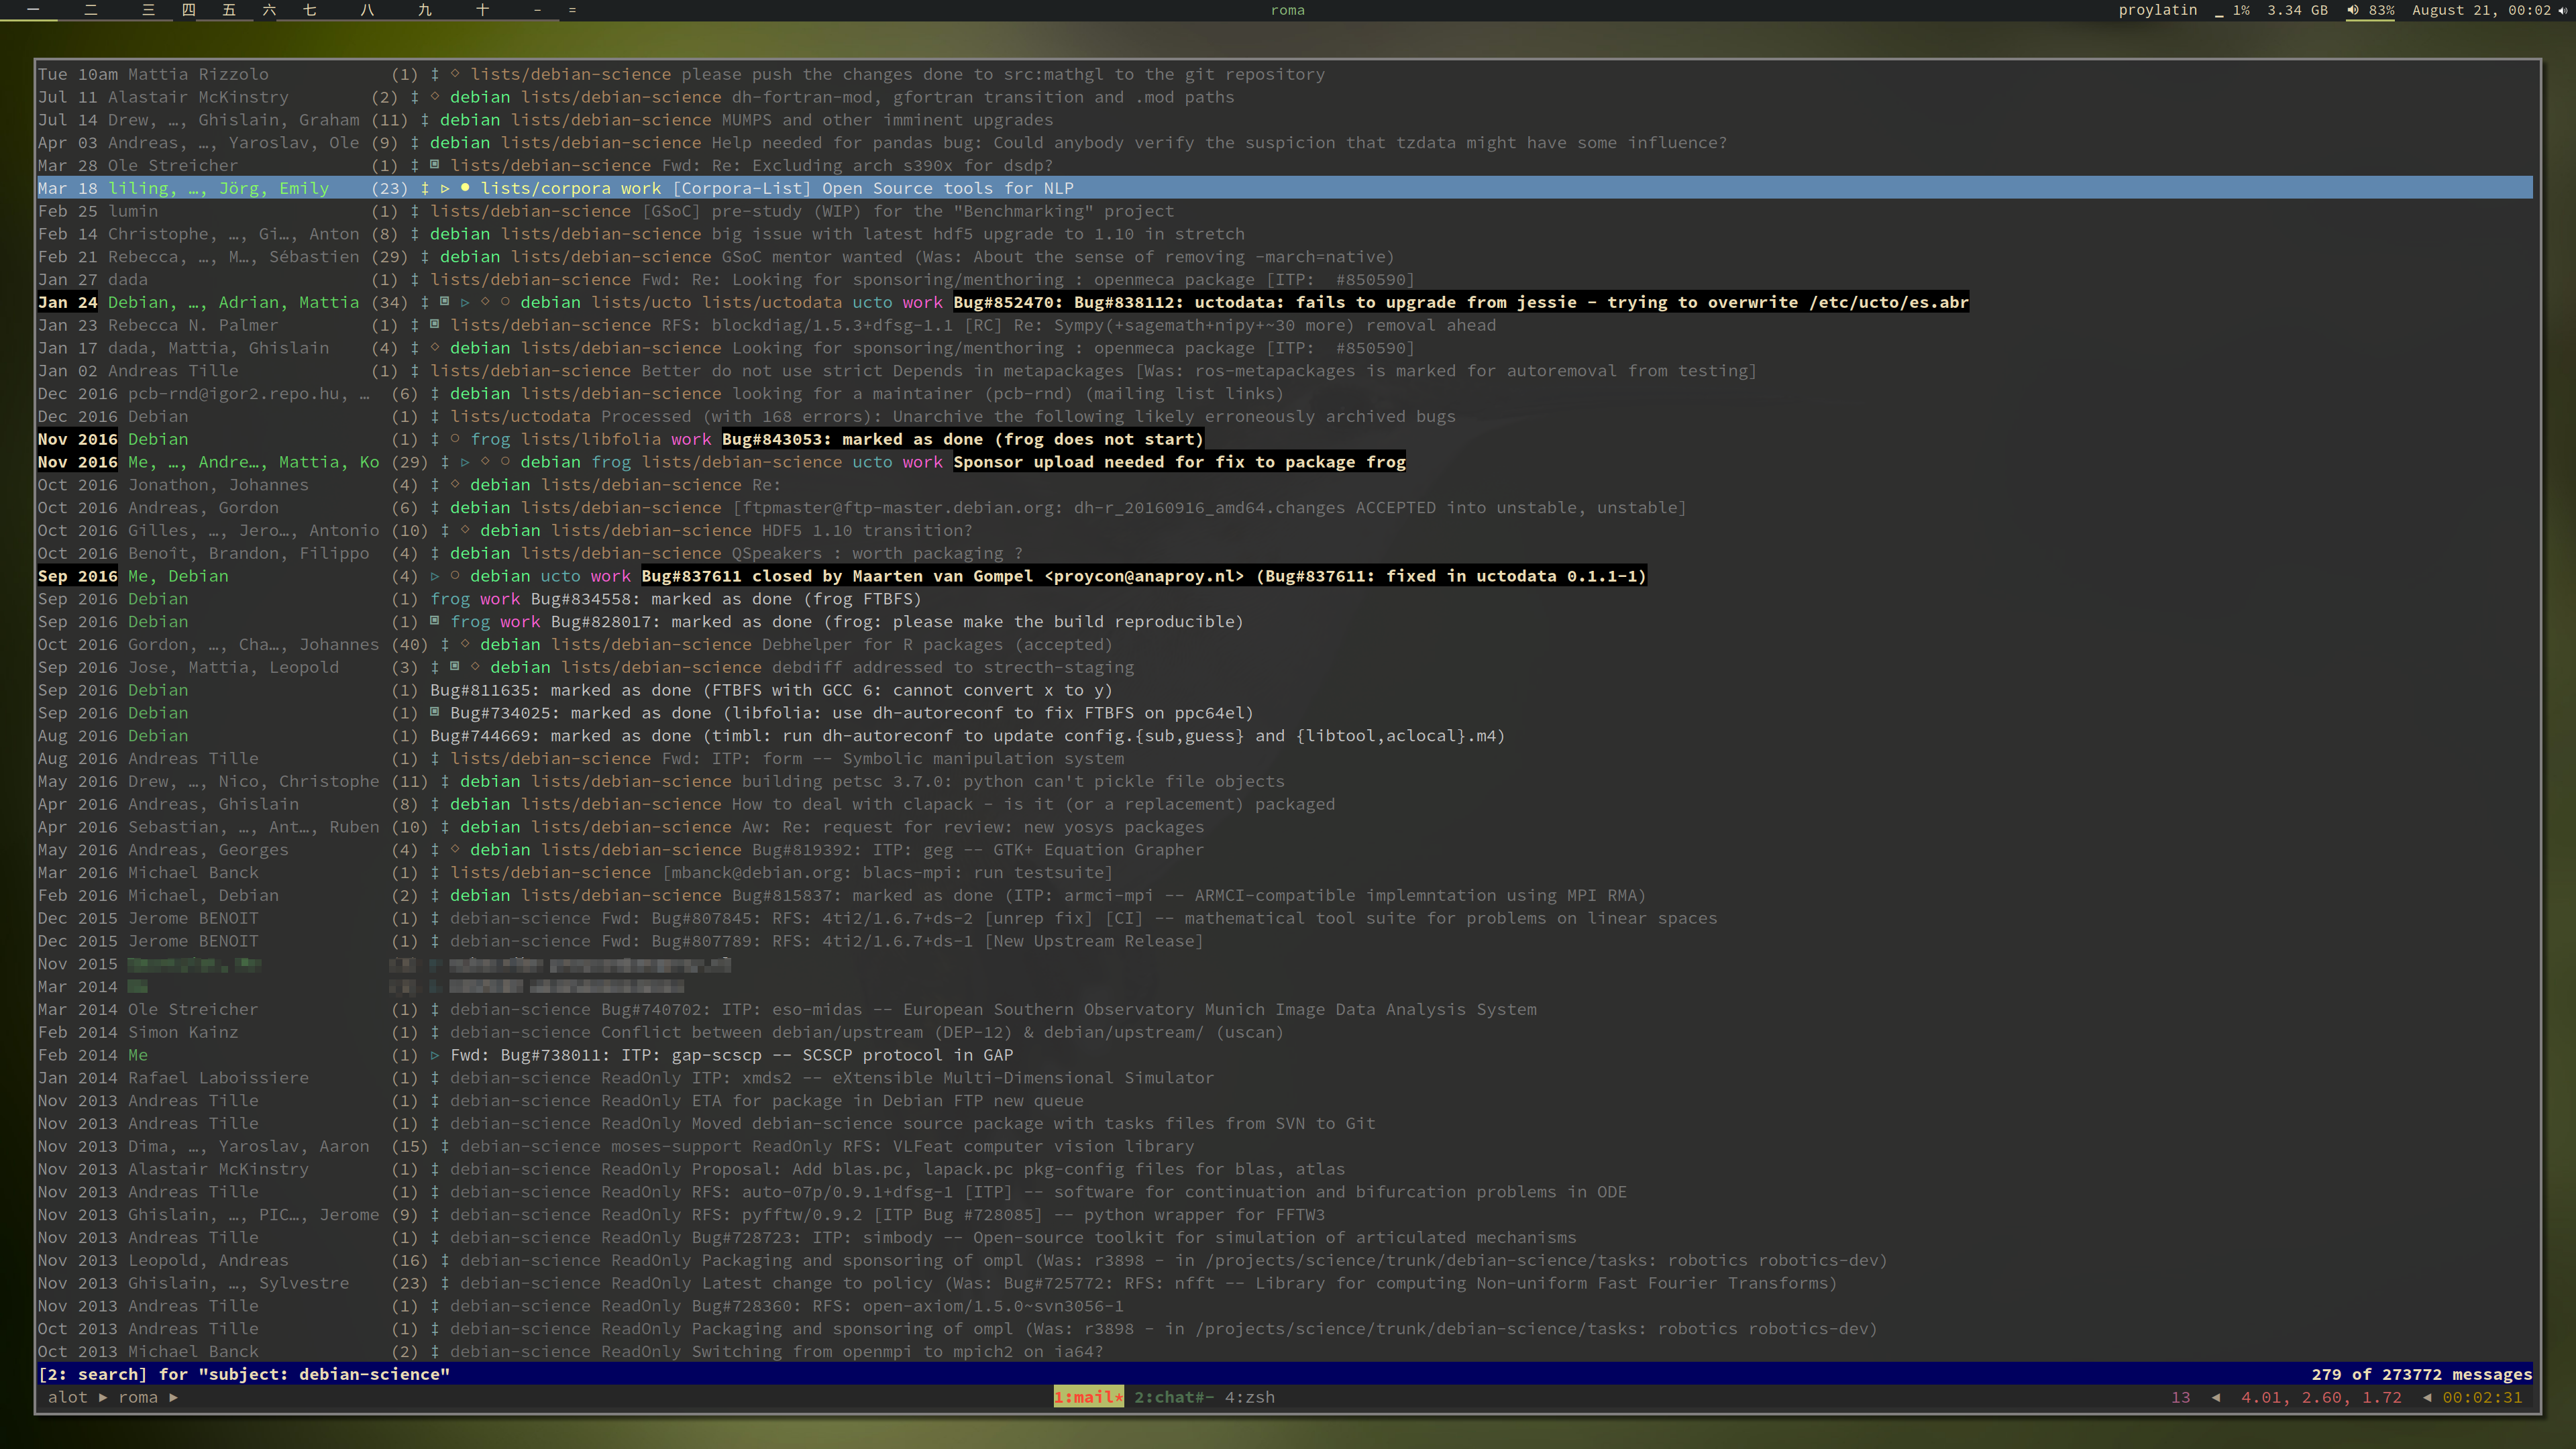 一 二 三 四 五 六 七 八 九 十 - = roma proylatin _ 1% 3.34 GB 83% August 21, 00:02
Tue 10am Mattia Rizzolo (1) ‡ ◇ lists/debian-science please push the changes done to src:mathgl to the git repository
Jul 11 Alastair McKinstry (2) ‡ ◇ debian lists/debian-science dh-fortran-mod, gfortran transition and .mod paths
Jul 14 Drew, …, Ghislain, Graham (11) ‡ debian lists/debian-science MUMPS and other imminent upgrades
Apr 03 Andreas, …, Yaroslav, Ole (9) ‡ debian lists/debian-science Help needed for pandas bug: Could anybody verify the suspicion that tzdata might have some influence?
Mar 28 Ole Streicher (1) ‡ ▣ lists/debian-science Fwd: Re: Excluding arch s390x for dsdp?
Mar 18 liling, …, Jörg, Emily (23) ‡ ▹ ● lists/corpora work [Corpora-List] Open Source tools for NLP
Feb 25 lumin (1) ‡ lists/debian-science [GSoC] pre-study (WIP) for the "Benchmarking" project
Feb 14 Christophe, …, Gi…, Anton (8) ‡ debian lists/debian-science big issue with latest hdf5 upgrade to 1.10 in stretch
Feb 21 Rebecca, …, M…, Sébastien (29) ‡ debian lists/debian-science GSoC mentor wanted (Was: About the sense of removing -march=native)
Jan 27 dada (1) ‡ lists/debian-science Fwd: Re: Looking for sponsoring/menthoring : openmeca package [ITP:  #850590]
Jan 24 Debian, …, Adrian, Mattia (34) ‡ ▣ ▹ ◇ ○ debian lists/ucto lists/uctodata ucto work Bug#852470: Bug#838112: uctodata: fails to upgrade from jessie - trying to overwrite /etc/ucto/es.abr
Jan 23 Rebecca N. Palmer (1) ‡ ▣ lists/debian-science RFS: blockdiag/1.5.3+dfsg-1.1 [RC] Re: Sympy(+sagemath+nipy+~30 more) removal ahead
Jan 17 dada, Mattia, Ghislain (4) ‡ ◇ debian lists/debian-science Looking for sponsoring/menthoring : openmeca package [ITP:  #850590]
Jan 02 Andreas Tille (1) ‡ lists/debian-science Better do not use strict Depends in metapackages [Was: ros-metapackages is marked for autoremoval from testing]
Dec 2016 pcb-rnd@igor2.repo.hu, … (6) ‡ debian lists/debian-science looking for a maintainer (pcb-rnd) (mailing list links)
Dec 2016 Debian (1) ‡ lists/uctodata Processed (with 168 errors): Unarchive the following likely erroneously archived bugs
Nov 2016 Debian (1) ‡ ○ frog lists/libfolia work Bug#843053: marked as done (frog does not start)
Nov 2016 Me, …, Andre…, Mattia, Ko (29) ‡ ▹ ◇ ○ debian frog lists/debian-science ucto work Sponsor upload needed for fix to package frog
Oct 2016 Jonathon, Johannes (4) ‡ ◇ debian lists/debian-science Re:
Oct 2016 Andreas, Gordon (6) ‡ debian lists/debian-science [ftpmaster@ftp-master.debian.org: dh-r_20160916_amd64.changes ACCEPTED into unstable, unstable]
Oct 2016 Gilles, …, Jero…, Antonio (10) ‡ ◇ debian lists/debian-science HDF5 1.10 transition?
Oct 2016 Benoit, Brandon, Filippo (4) ‡ debian lists/debian-science QSpeakers : worth packaging ?
Sep 2016 Me, Debian (4) ▹ ○ debian ucto work Bug#837611 closed by Maarten van Gompel <proycon@anaproy.nl> (Bug#837611: fixed in uctodata 0.1.1-1)
Sep 2016 Debian (1) frog work Bug#834558: marked as done (frog FTBFS)
Sep 2016 Debian (1) ▣ frog work Bug#828017: marked as done (frog: please make the build reproducible)
Oct 2016 Gordon, …, Cha…, Johannes (40) ‡ ◇ debian lists/debian-science Debhelper for R packages (accepted)
Sep 2016 Jose, Mattia, Leopold (3) ‡ ▣ ◇ debian lists/debian-science debdiff addressed to strecth-staging
Sep 2016 Debian (1) Bug#811635: marked as done (FTBFS with GCC 6: cannot convert x to y)
Sep 2016 Debian (1) ▣ Bug#734025: marked as done (libfolia: use dh-autoreconf to fix FTBFS on ppc64el)
Aug 2016 Debian (1) Bug#744669: marked as done (timbl: run dh-autoreconf to update config.{sub,guess} and {libtool,aclocal}.m4)
Aug 2016 Andreas Tille (1) ‡ lists/debian-science Fwd: ITP: form -- Symbolic manipulation system
May 2016 Drew, …, Nico, Christophe (11) ‡ debian lists/debian-science building petsc 3.7.0: python can't pickle file objects
Apr 2016 Andreas, Ghislain (8) ‡ debian lists/debian-science How to deal with clapack - is it (or a replacement) packaged
Apr 2016 Sebastian, …, Ant…, Ruben (10) ‡ debian lists/debian-science Aw: Re: request for review: new yosys packages
May 2016 Andreas, Georges (4) ‡ ◇ debian lists/debian-science Bug#819392: ITP: geg -- GTK+ Equation Grapher
Mar 2016 Michael Banck (1) ‡ lists/debian-science [mbanck@debian.org: blacs-mpi: run testsuite]
Feb 2016 Michael, Debian (2) ‡ debian lists/debian-science Bug#815837: marked as done (ITP: armci-mpi -- ARMCI-compatible implemntation using MPI RMA)
Dec 2015 Jerome BENOIT (1) ‡ debian-science Fwd: Bug#807845: RFS: 4ti2/1.6.7+ds-2 [unrep fix] [CI] -- mathematical tool suite for problems on linear spaces
Dec 2015 Jerome BENOIT (1) ‡ debian-science Fwd: Bug#807789: RFS: 4ti2/1.6.7+ds-1 [New Upstream Release]
Nov 2015
Mar 2014
Mar 2014 Ole Streicher (1) ‡ debian-science Bug#740702: ITP: eso-midas -- European Southern Observatory Munich Image Data Analysis System
Feb 2014 Simon Kainz (1) ‡ debian-science Conflict between debian/upstream (DEP-12) & debian/upstream/ (uscan)
Feb 2014 Me (1) ▹ Fwd: Bug#738011: ITP: gap-scscp -- SCSCP protocol in GAP
Jan 2014 Rafael Laboissiere (1) ‡ debian-science ReadOnly ITP: xmds2 -- eXtensible Multi-Dimensional Simulator
Nov 2013 Andreas Tille (1) ‡ debian-science ReadOnly ETA for package in Debian FTP new queue
Nov 2013 Andreas Tille (1) ‡ debian-science ReadOnly Moved debian-science source package with tasks files from SVN to Git
Nov 2013 Dima, …, Yaroslav, Aaron (15) ‡ debian-science moses-support ReadOnly RFS: VLFeat computer vision library
Nov 2013 Alastair McKinstry (1) ‡ debian-science ReadOnly Proposal: Add blas.pc, lapack.pc pkg-config files for blas, atlas
Nov 2013 Andreas Tille (1) ‡ debian-science ReadOnly RFS: auto-07p/0.9.1+dfsg-1 [ITP] -- software for continuation and bifurcation problems in ODE
Nov 2013 Ghislain, …, PIC…, Jerome (9) ‡ debian-science ReadOnly RFS: pyfftw/0.9.2 [ITP Bug #728085] -- python wrapper for FFTW3
Nov 2013 Andreas Tille (1) ‡ debian-science ReadOnly Bug#728723: ITP: simbody -- Open-source toolkit for simulation of articulated mechanisms
Nov 2013 Leopold, Andreas (16) ‡ debian-science ReadOnly Packaging and sponsoring of ompl (Was: r3898 - in /projects/science/trunk/debian-science/tasks: robotics robotics-dev)
Nov 2013 Ghislain, …, Sylvestre (23) ‡ debian-science ReadOnly Latest change to policy (Was: Bug#725772: RFS: nfft -- Library for computing Non-uniform Fast Fourier Transforms)
Nov 2013 Andreas Tille (1) ‡ debian-science ReadOnly Bug#728360: RFS: open-axiom/1.5.0~svn3056-1
Oct 2013 Andreas Tille (1) ‡ debian-science ReadOnly Packaging and sponsoring of ompl (Was: r3898 - in /projects/science/trunk/debian-science/tasks: robotics robotics-dev)
Oct 2013 Michael Banck (2) ‡ debian-science ReadOnly Switching from openmpi to mpich2 on ia64?
[2: search] for "subject: debian-science" 279 of 273772 messages
alot ▶ roma ▶ 1:mail* 2:chat#- 4:zsh 13 ◀ 4.01, 2.60, 1.72 ◀ 00:02:31